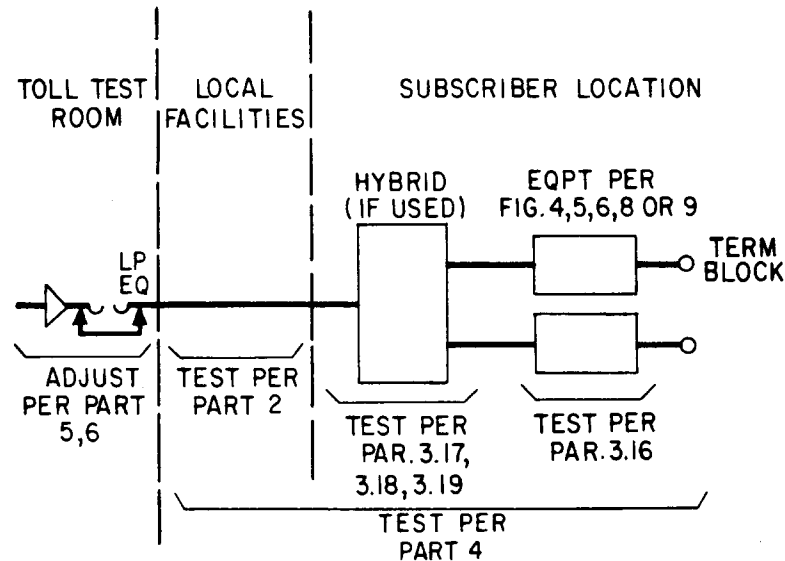 TOLL TEST
ROOM
LOCAL
FACILITIES
SUBSCRIBER LOCATION
HYBRID
(IF USED)
EQPT PER
FIG. 4,5,6,8 OR 9
TERM
BLOCK
LP
EQ
ADJUST
PER PART
5,6
TEST PER
PART 2
TEST PER
PAR. 3.17,
3.18, 3.19
TEST PER
PAR. 3.16
TEST PER
PART 4